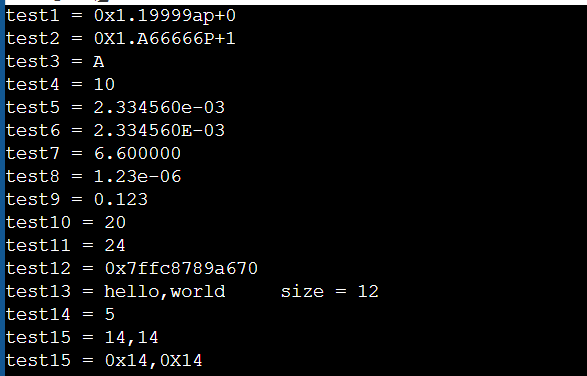 test1 = 0x1.19999ap+0
test2 = 0X1.A66666P+1
test3 = A
test4 = 10
test5 = 2.334560e-03
test6 = 2.334560E-03
test7 = 6.600000
test8 = 1.23e-06
test9 = 0.123
test10 = 20
test11 = 24
test12 = 0x7ffc8789a670
test13 = hello,world     size = 12
test14 = 5
test15 = 14,14
test15 = 0x14,0X14